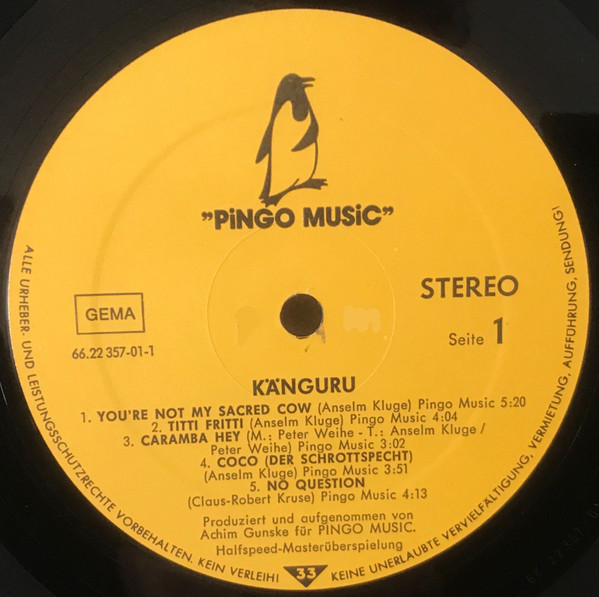 "PiNGO MUSiC"
STEREO
GEMA
Seite 1
66.22 357-01-1
KÄNGURU
1. YOU'RE NOT MY SACRED COW (Anselm Kluge) Pingo Music 5:20
2. TITTI FRITTI (Anselm Kluge) Pingo Music 4:04
3. CARAMBA HEY (M.: Peter Weihe - T.: Anselm Kluge /
Peter Weihe) Pingo Music 3:02
4. COCO (DER SCHROTTSPECHT)
(Anselm Kluge) Pingo Music 3:51
5. NO QUESTION
(Claus-Robert Kruse) Pingo Music 4:13
Produziert und aufgenommen von
Achim Gunske für PINGO MUSIC.
Halfspeed-Masterüberspielung
33
ALLE URHEBER- UND LEISTUNGSSCHUTZRECHTE VORBEHALTEN. KEIN VERLEIH! KEINE UNERLAUBTE VERVIELFÄLTIGUNG, VERMIETUNG, AUFFÜHRUNG, SENDUNG!